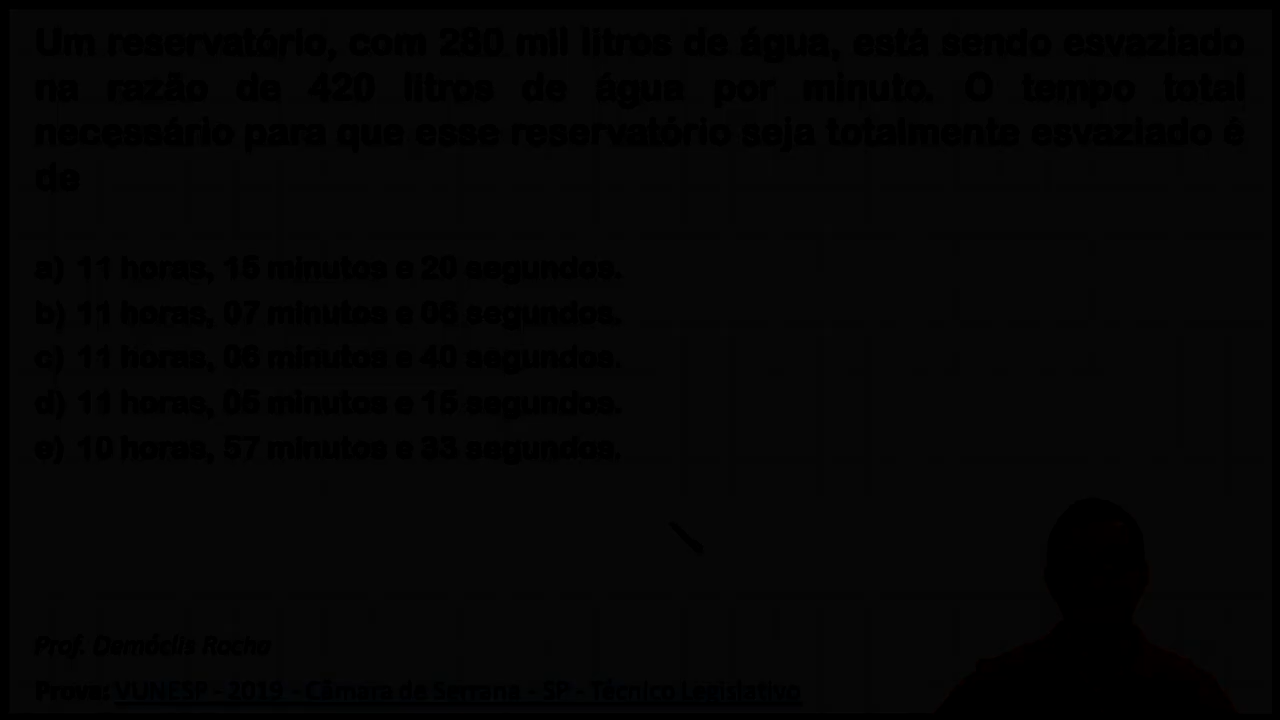 Um reservatório, com 280 mil litros de água, está sendo esvaziado
na razão de 420 litros de água por minuto. O tempo total
necessário para que esse reservatório seja totalmente esvaziado é
de
a) 11 horas, 15 minutos e 20 segundos.
b) 11 horas, 07 minutos e 06 segundos.
c) 11 horas, 06 minutos e 40 segundos.
d) 11 horas, 05 minutos e 15 segundos.
e) 10 horas, 57 minutos e 33 segundos.
Prof. Demóclis Rocha
Prova: VUNESP - 2019 - Câmara de Serrana - SP - Técnico Legislativo